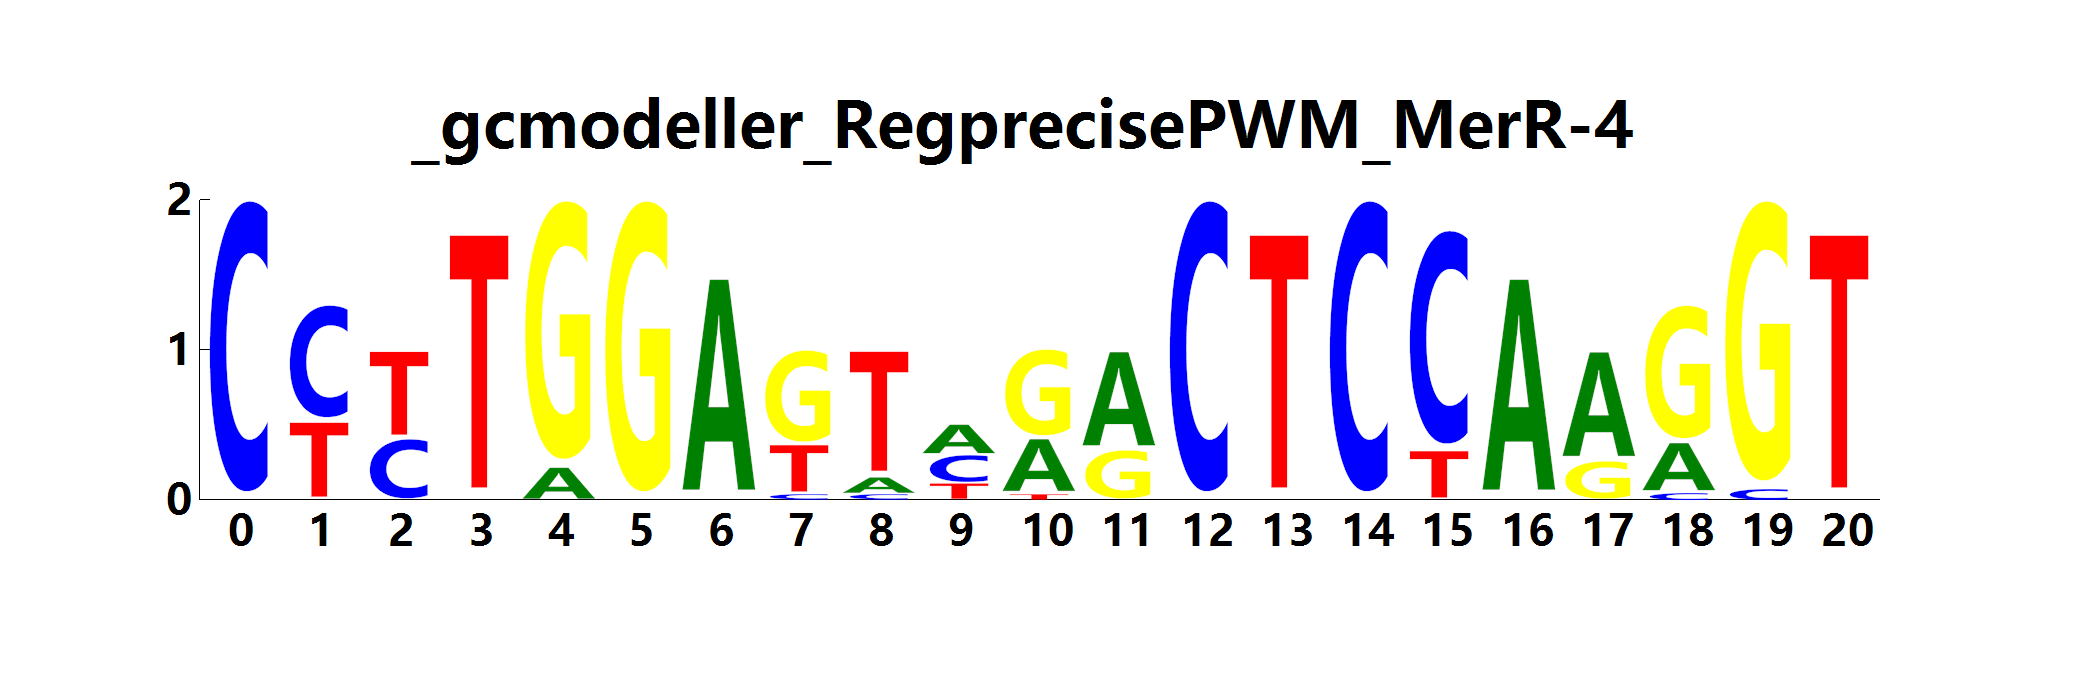 _gcmodeller_RegprecisePWM_MerR-4
2
1
0
C C T T G G A G T A G A C T C C A A G G T
T C A T A C A G T G A C
C C T T C
0 1 2 3 4 5 6 7 8 9 10 11 12 13 14 15 16 17 18 19 20